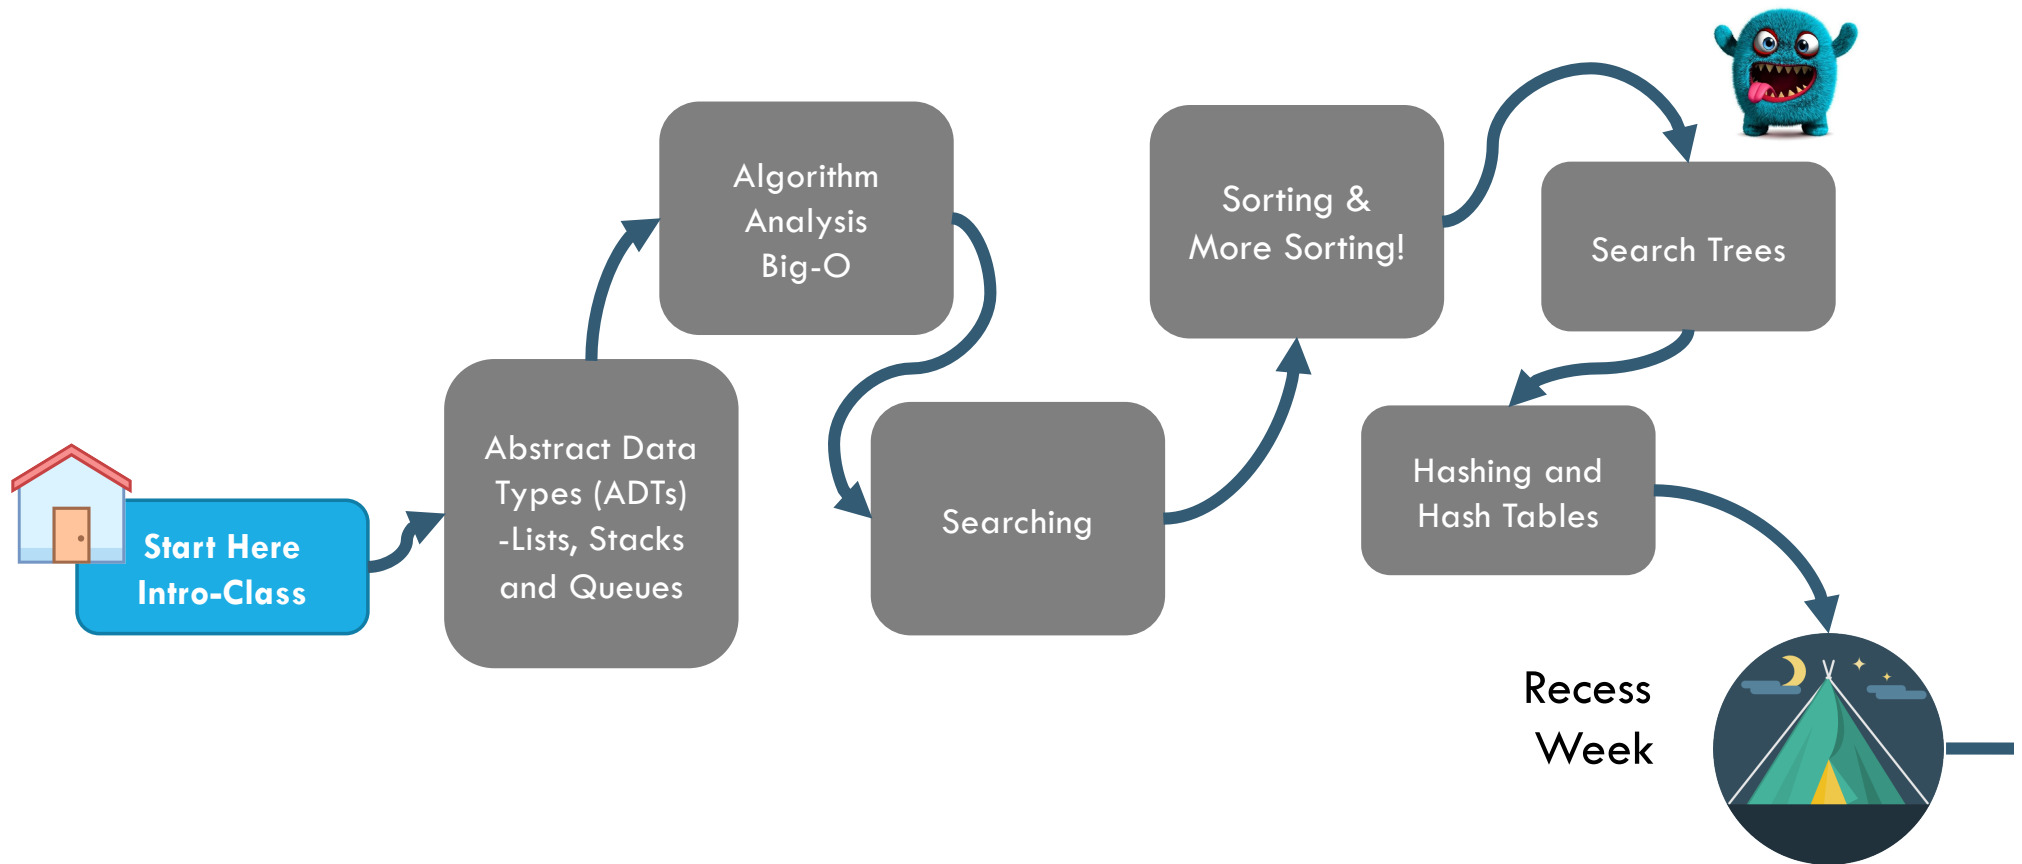 Start Here
Intro-Class
Abstract Data
Types (ADTs)
-Lists, Stacks
and Queues
Algorithm
Analysis
Big-O
Searching
Sorting &
More Sorting!
Search Trees
Hashing and
Hash Tables
Recess
Week